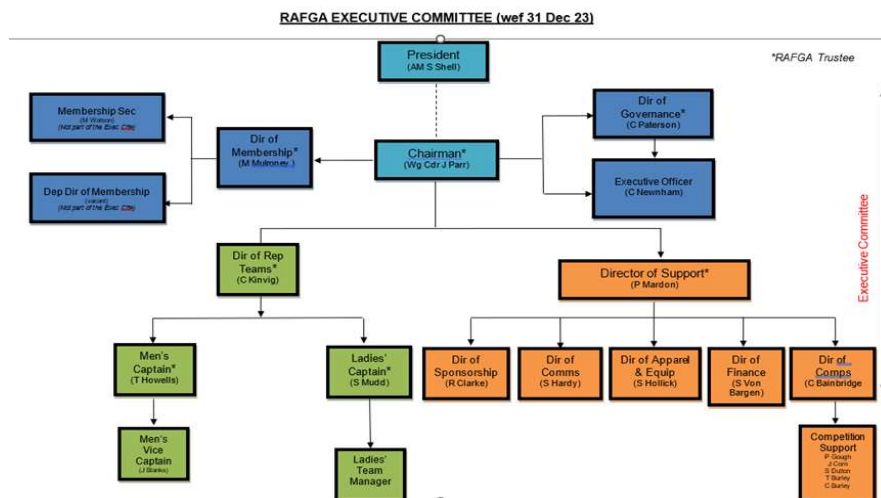 RAFGA EXECUTIVE COMMITTEE (wef 31 Dec 23)
President
(AM S Shell)
*RAFGA Trustee
Membership Sec
(M Watson)
(Not part of the Exec Ctte)
Dir of
Membership*
(M Mulroney )
Chairman*
(Wg Cdr J Parr)
Dir of
Governance*
(C Paterson)
Dep Dir of Membership
(vacant)
(Not part of the Exec Ctte)
Executive Officer
(C Newnham)
Executive Committee
Dir of Rep
Teams*
(C Kinvig)
Director of Support*
(P Mardon)
Men's
Captain*
(T Howells)
Ladies'
Captain*
(S Mudd)
Dir of
Sponsorship
(R Clarke)
Dir of
Comms
(S Hardy)
Dir of Apparel
& Equip
(S Hollick)
Dir of
Finance
(S Von
Bargen)
Dir of
Comps
(C Bainbridge)
Men's
Vice
Captain
(J Blanks)
Ladies'
Team
Manager
Competition
Support
P Gough
J Corn
S Dutton
T Burley
C Burley